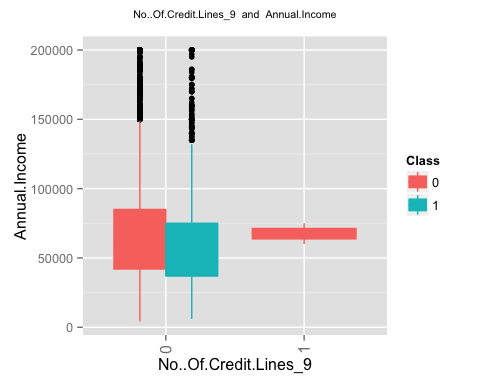 No..Of.Credit.Lines_9 and Annual.Income
200000
150000
100000
50000
0
Annual.Income
0
1
No..Of.Credit.Lines_9
Class
0
1